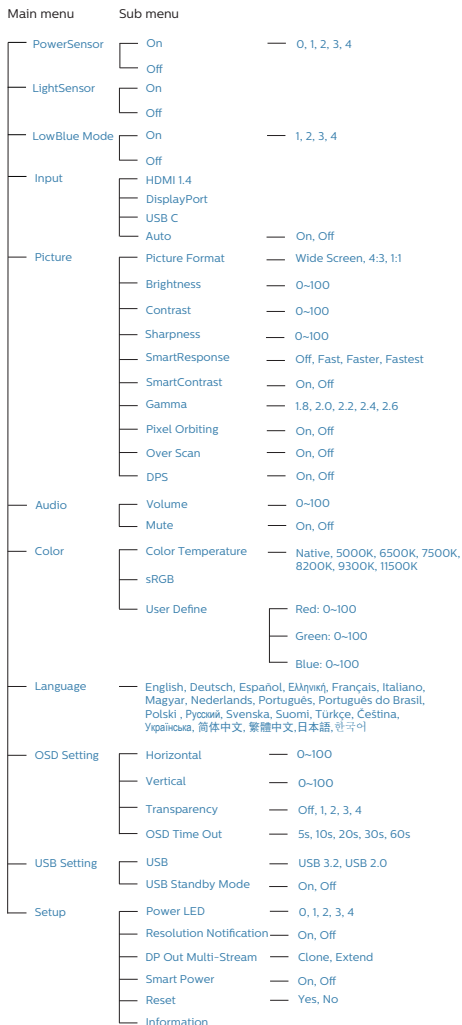 Main menu Sub menu
PowerSensor On 0, 1, 2, 3, 4
Off
LightSensor On
Off
LowBlue Mode On 1, 2, 3, 4
Off
Input HDMI 1.4
DisplayPort
USB C
Auto On, Off
Picture Picture Format Wide Screen, 4:3, 1:1
Brightness 0~100
Contrast 0~100
Sharpness 0~100
SmartResponse Off, Fast, Faster, Fastest
SmartContrast On, Off
Gamma 1.8, 2.0, 2.2, 2.4, 2.6
Pixel Orbiting On, Off
Over Scan On, Off
DPS On, Off
Audio Volume 0~100
Mute On, Off
Color Color Temperature Native, 5000K, 6500K, 7500K,
8200K, 9300K, 11500K
sRGB
User Define Red: 0~100
Green: 0~100
Blue: 0~100
Language English, Deutsch, Español, Ελληνική, Français, Italiano,
Magyar, Nederlands, Português, Português do Brasil,
Polski , Русский, Svenska, Suomi, Türkçe, Čeština,
Українська, 简体中文, 繁體中文,日本語,한국어
OSD Setting Horizontal 0~100
Vertical 0~100
Transparency Off, 1, 2, 3, 4
OSD Time Out 5s, 10s, 20s, 30s, 60s
USB Setting USB USB 3.2, USB 2.0
USB Standby Mode On, Off
Setup Power LED 0, 1, 2, 3, 4
Resolution Notification On, Off
DP Out Multi-Stream Clone, Extend
Smart Power On, Off
Reset Yes, No
Information